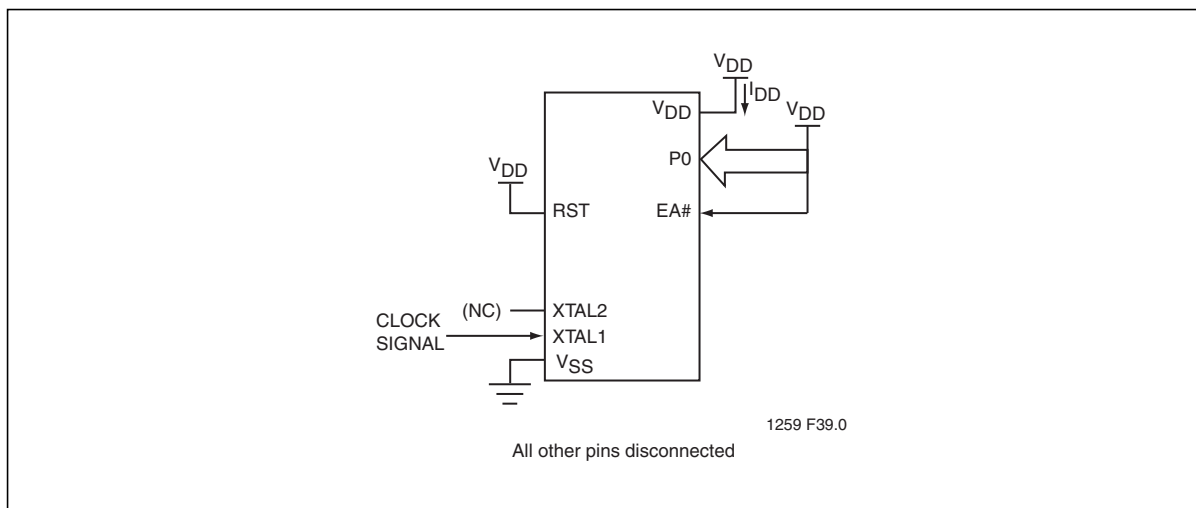 VDD
IDD
VDD
VDD
P0
VDD
RST
EA#
(NC)
XTAL2
CLOCK
SIGNAL
XTAL1
VSS
1259 F39.0
All other pins disconnected